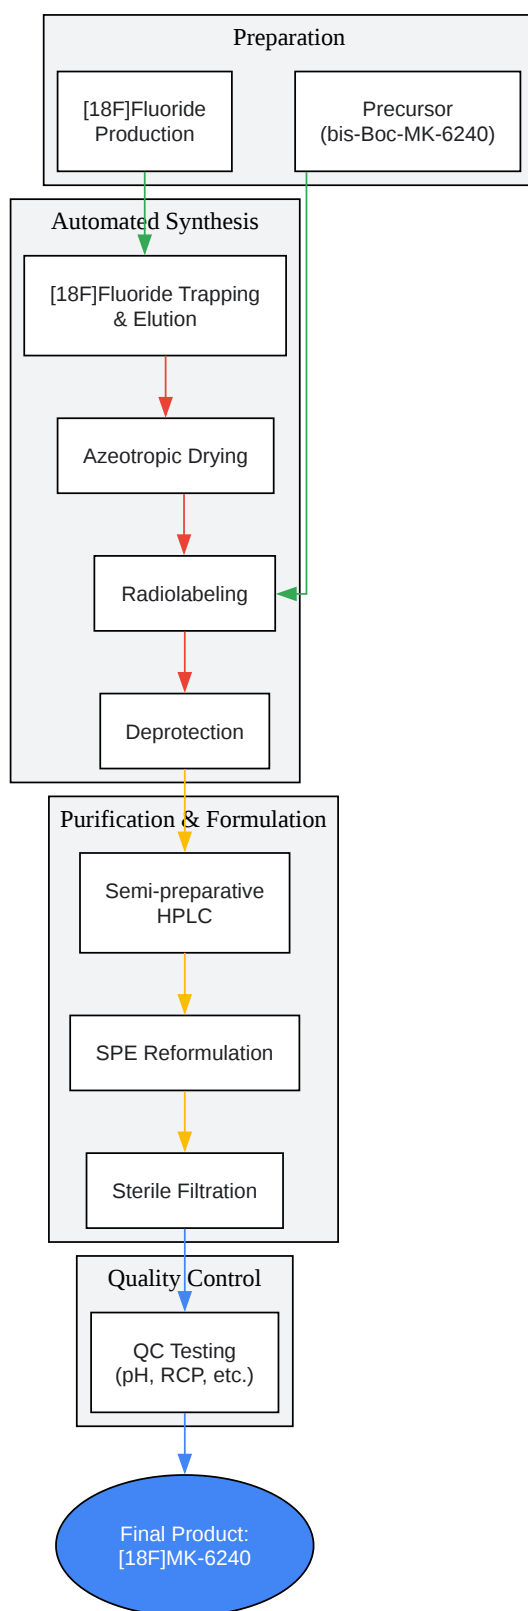 Preparation
[18F]Fluoride
Production
Precursor
(bis-Boc-MK-6240)
Automated Synthesis
[18F]Fluoride Trapping
& Elution
Azeotropic Drying
Radiolabeling
Deprotection
Purification & Formulation
Semi-preparative
HPLC
SPE Reformulation
Sterile Filtration
Quality Control
QC Testing
(pH, RCP, etc.)
Final Product:
[18F]MK-6240